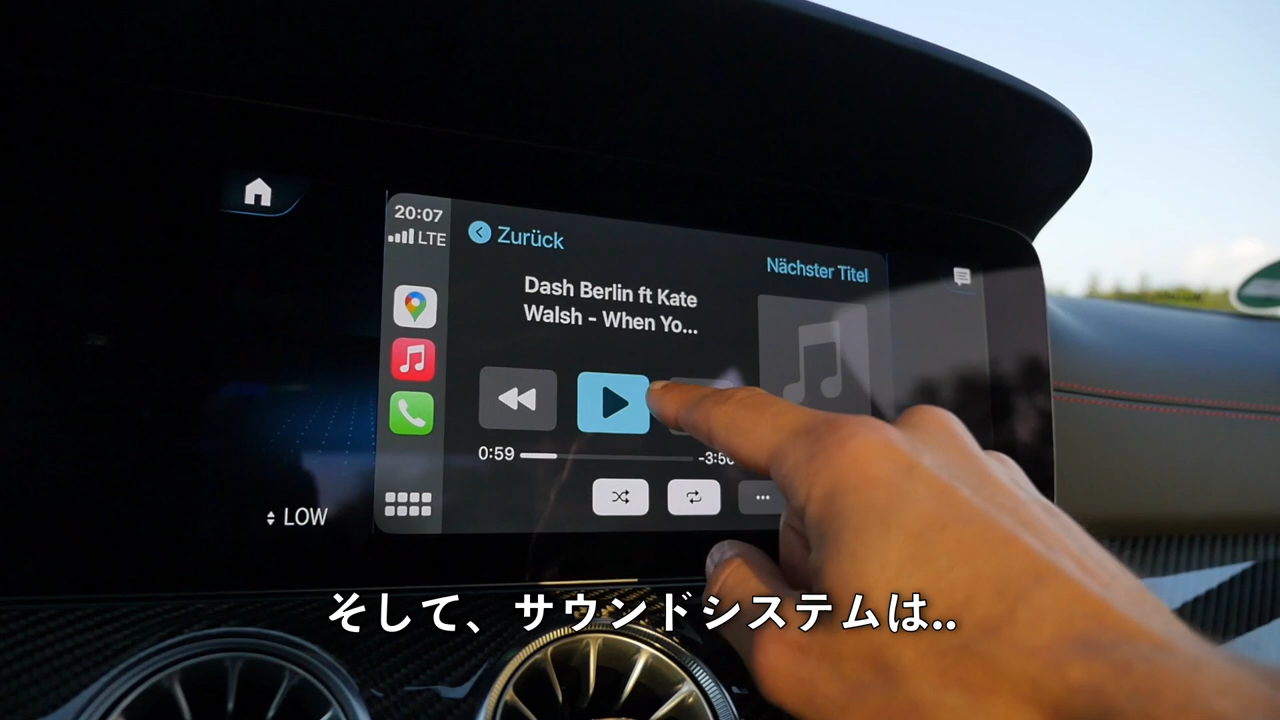 20:07
LTE
Zurück
Nächster Titel
Dash Berlin ft Kate
Walsh - When Yo...
0:59
LOW
そして、サウンドシステムは..